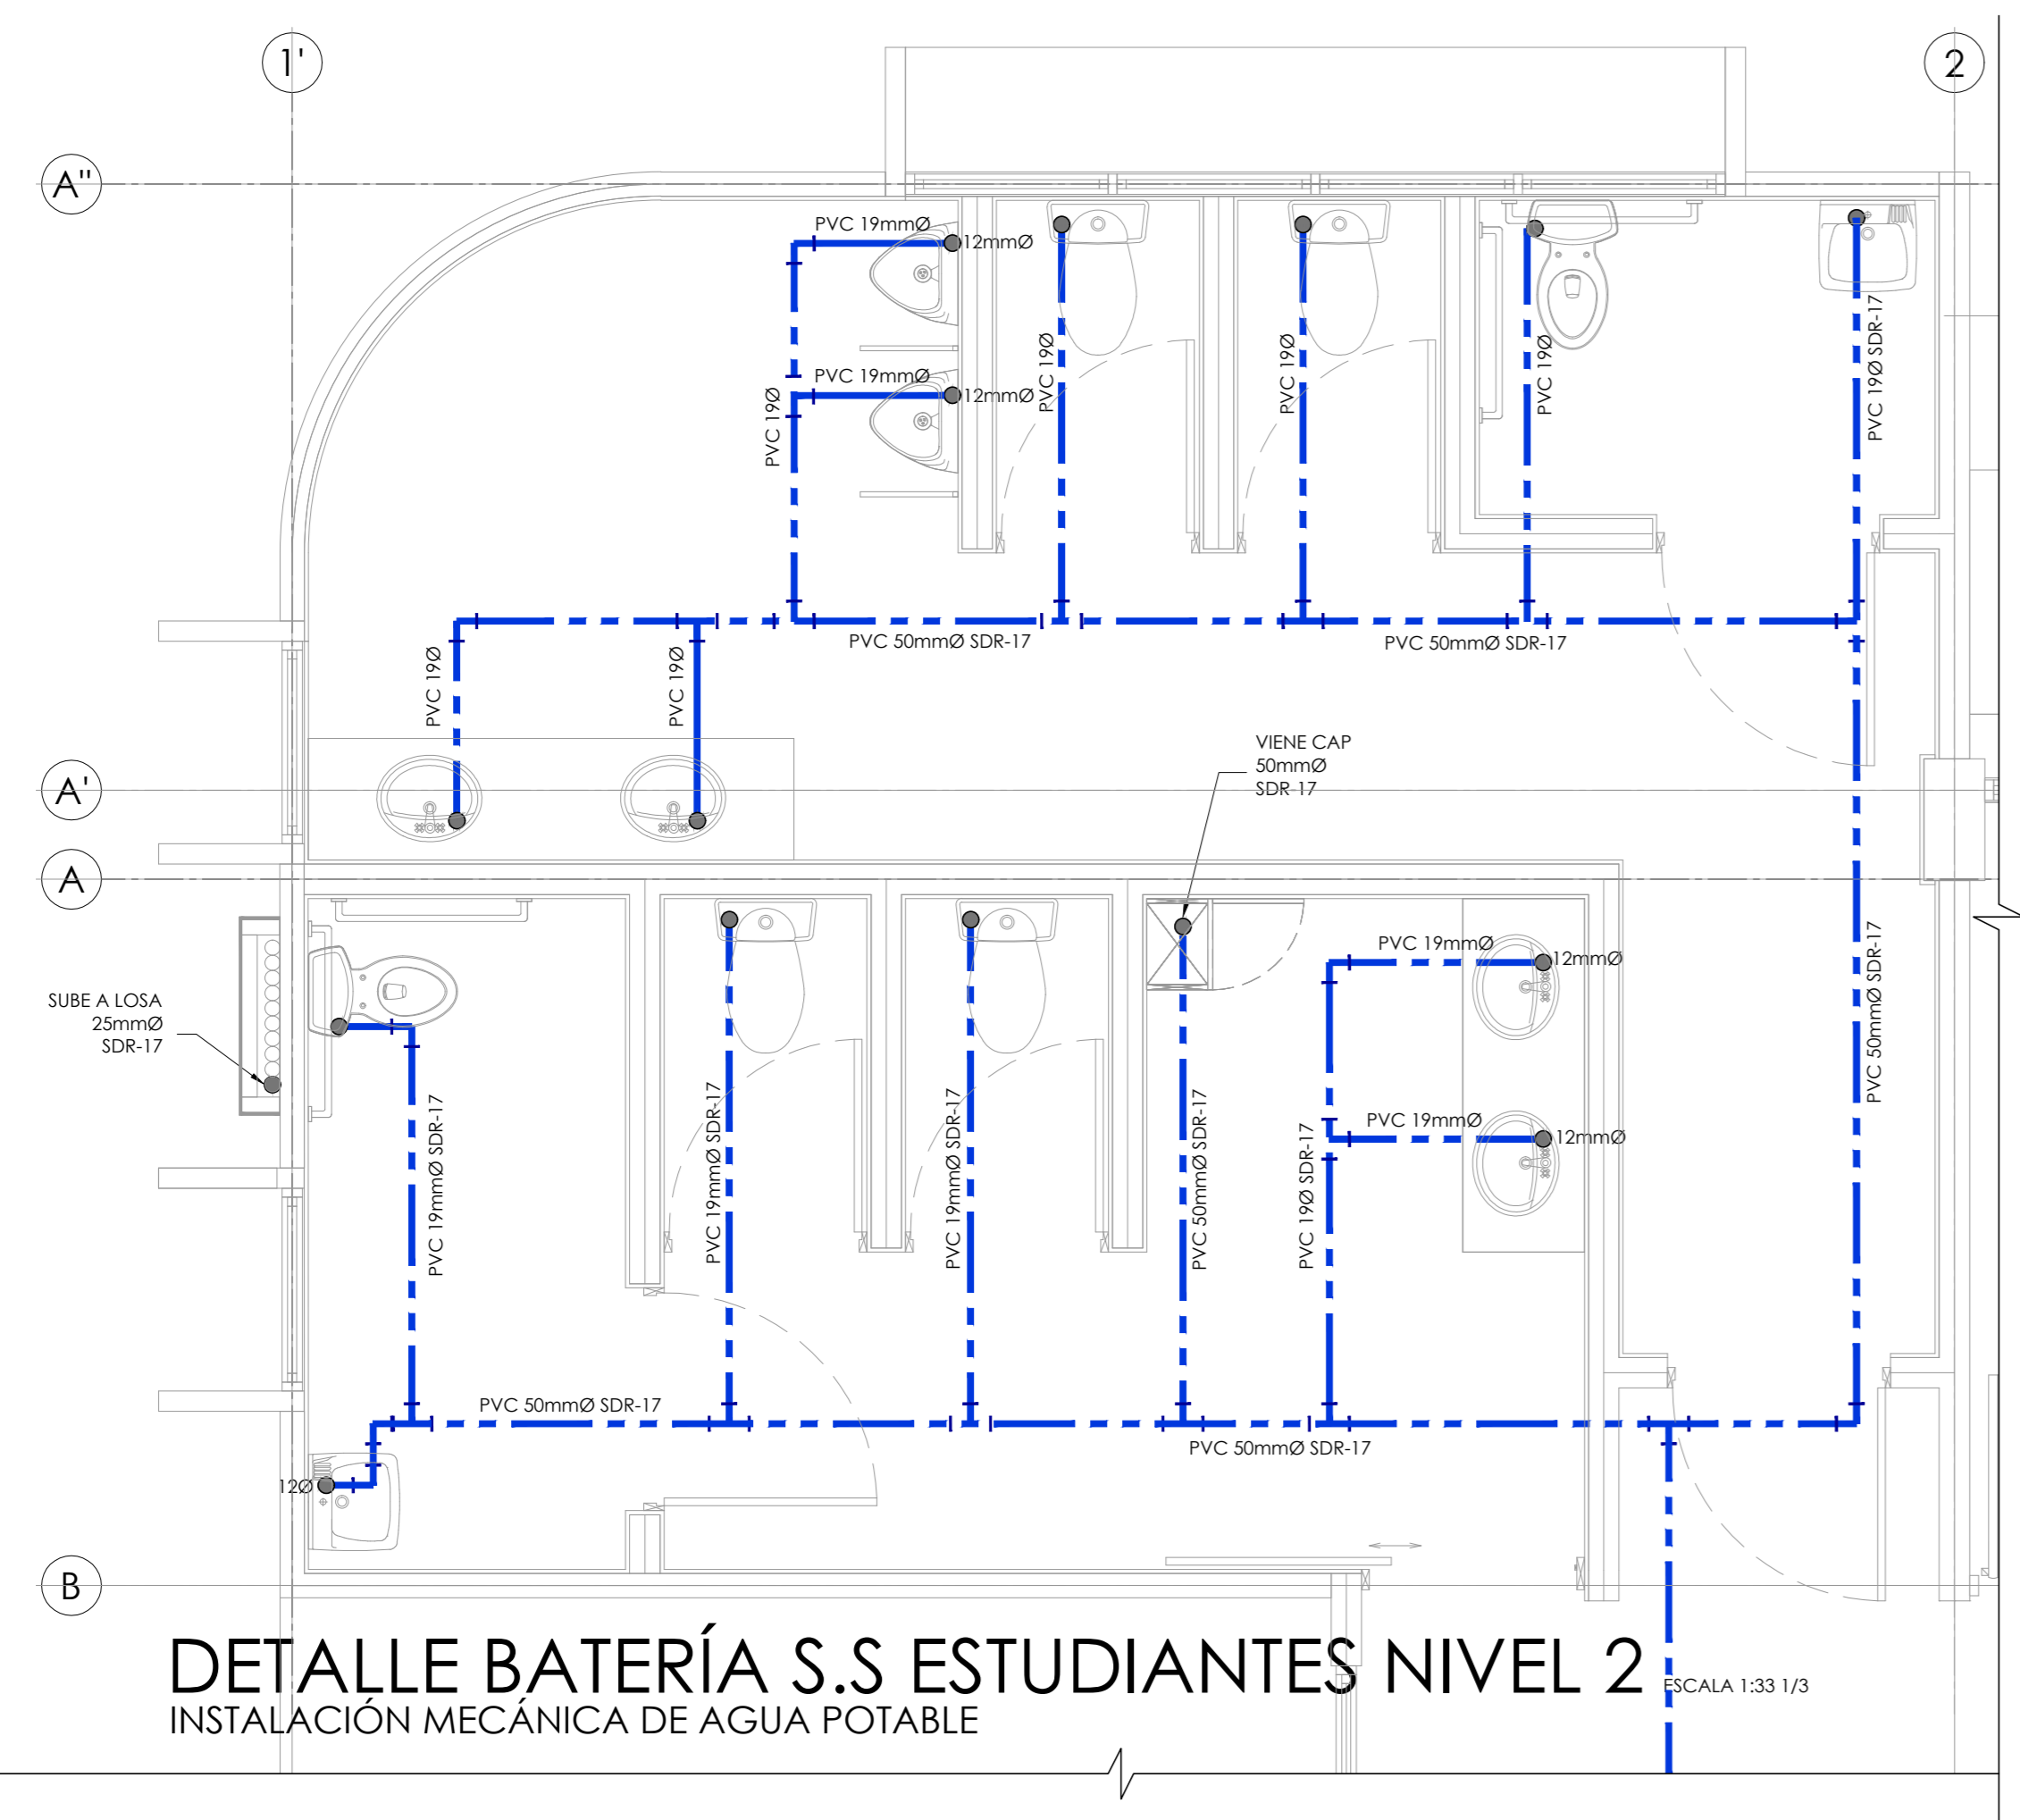 1'
2
A"
PVC 19mmØ
12mmØ
PVC 19mmØ
12mmØ
PVC 19Ø
PVC 19Ø
PVC 19Ø
PVC 19Ø
PVC 19Ø SDR-17
PVC 50mmØ SDR-17
PVC 50mmØ SDR-17
PVC 19Ø
PVC 19Ø
VIENE CAP
50mmØ
SDR-17
A'
A
SUBE A LOSA
25mmØ
SDR-17
PVC 19mmØ
12mmØ
PVC 19mmØ
12mmØ
PVC 19mmØ SDR-17
PVC 19mmØ SDR-17
PVC 19mmØ SDR-17
PVC 50mmØ SDR-17
PVC 19Ø SDR-17
PVC 50mmØ SDR-17
PVC 50mmØ SDR-17
PVC 50mmØ SDR-17
12Ø
B
DETALLE BATERÍA S.S ESTUDIANTES NIVEL 2
ESCALA 1:33 1/3
INSTALACIÓN MECÁNICA DE AGUA POTABLE